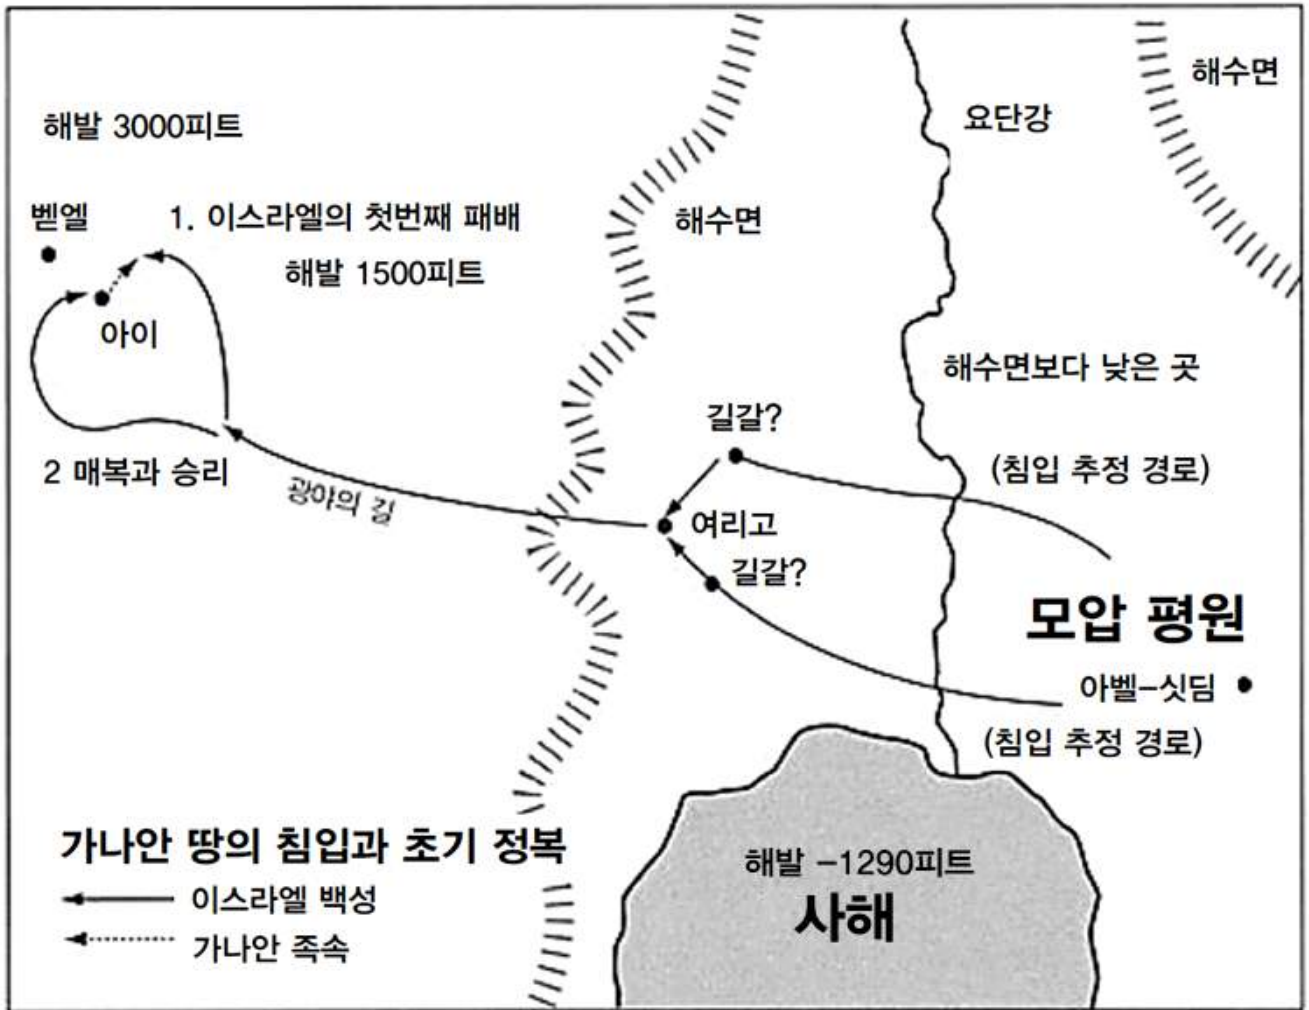 해수면
요단강
해발 3000피트
벧엘
1. 이스라엘의 첫번째 패배
해수면
해발 1500피트
아이
해수면보다 낮은 곳
길갈?
2 매복과 승리
(침입 추정 경로)
광야의 길
여리고
길갈?
모압 평원
아벨-싯딤
(침입 추정 경로)
가나안 땅의 침입과 초기 정복
이스라엘 백성
가나안 족속
해발 -1290피트
사해